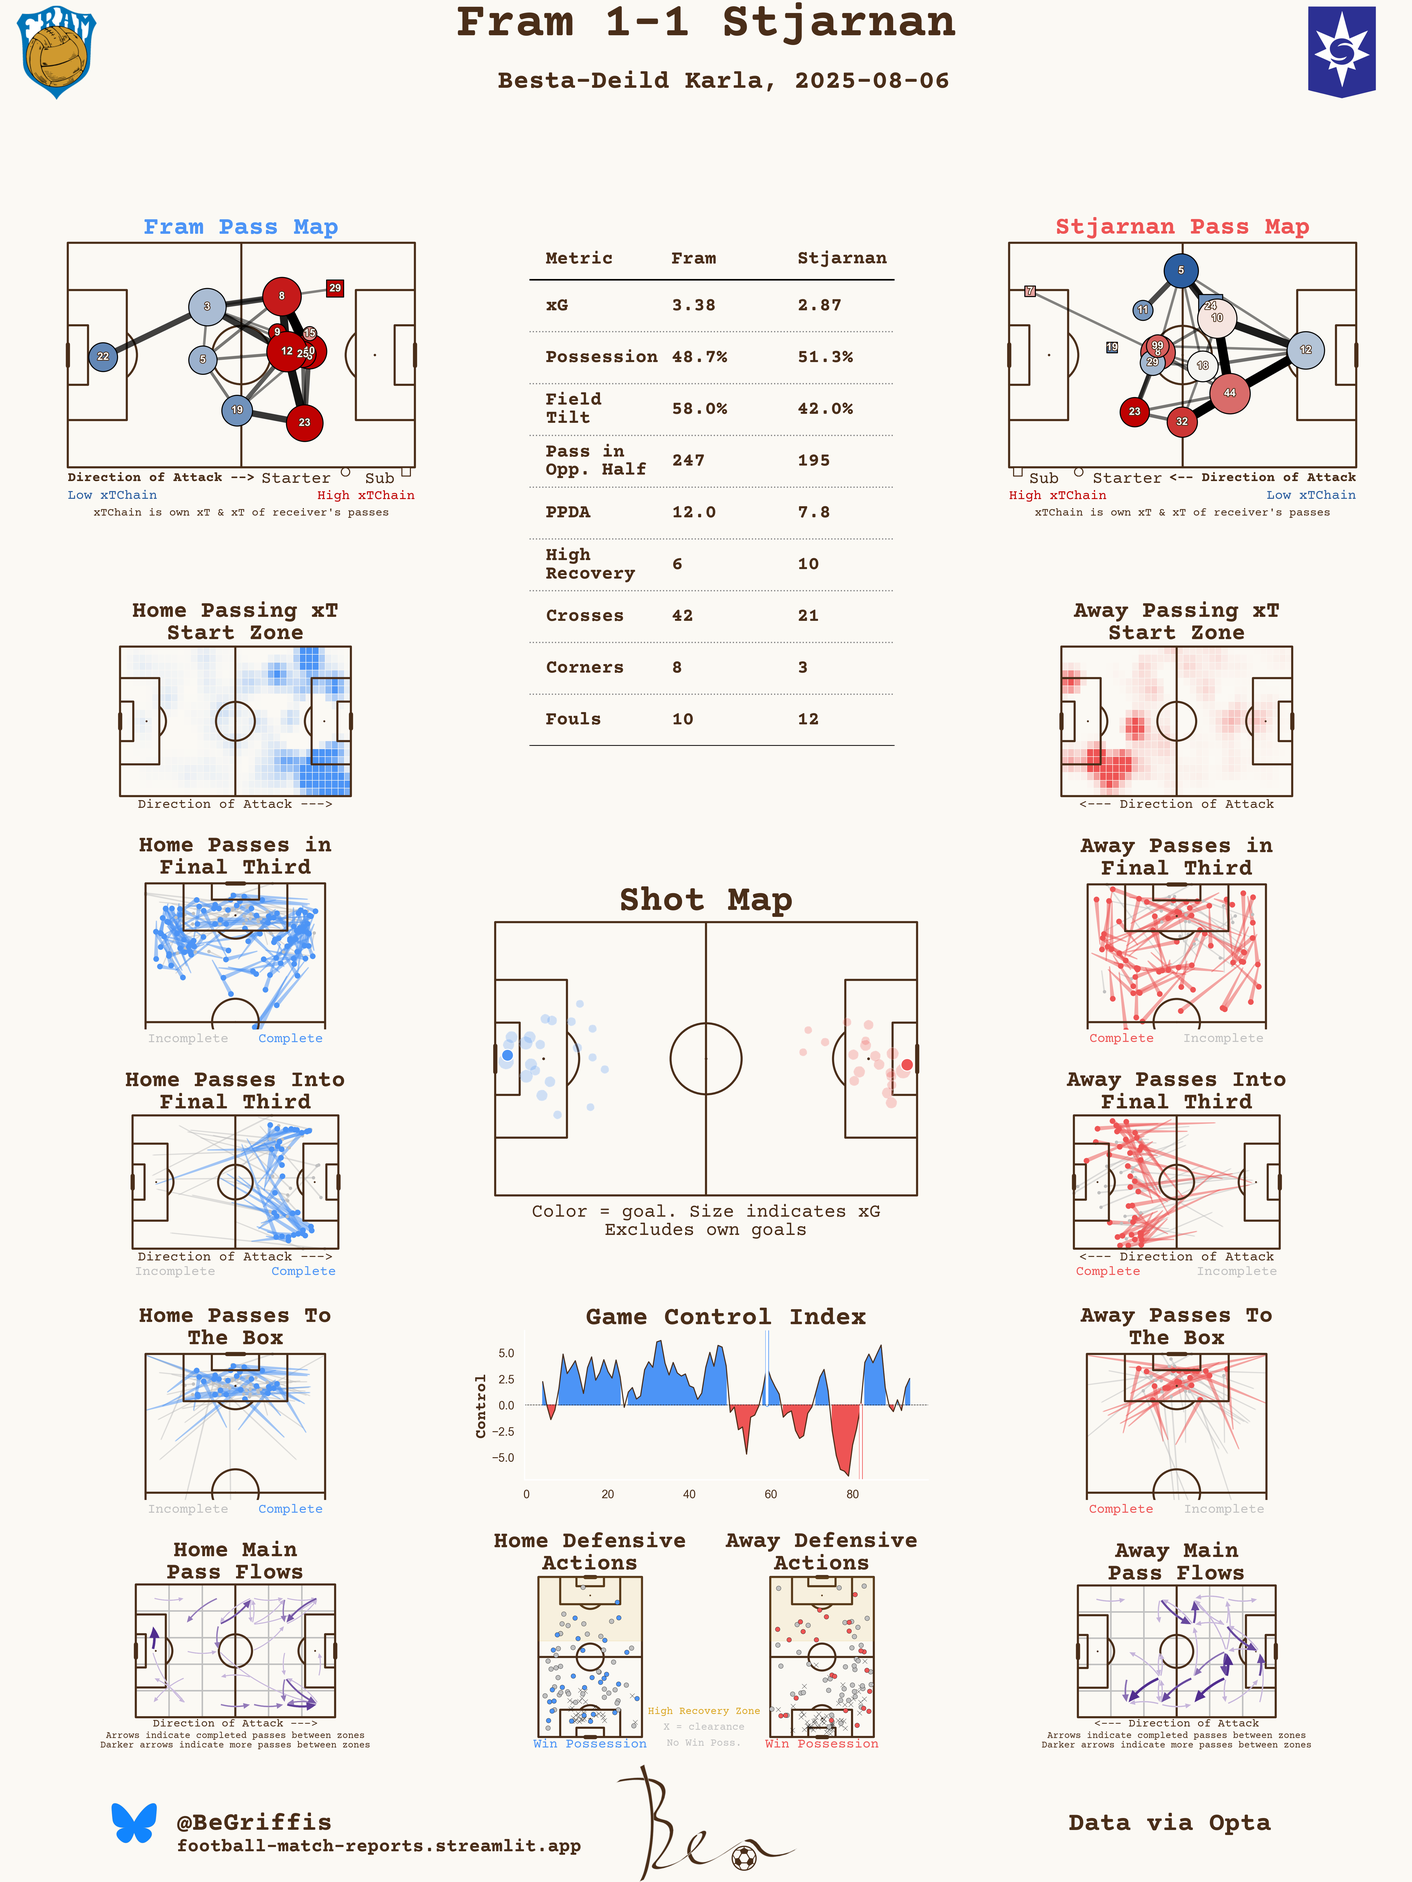 FRAM
Fram 1-1 Stjarnan
Besta-Deild Karla, 2025-08-06
Fram Pass Map
22
3
5
19
8
29
9
15
12
25
10
23
Direction of Attack --> Starter Sub
Low xTChain High xTChain
xTChain is own xT & xT of receiver's passes
Metric Fram Stjarnan
xG 3.38 2.87
Possession 48.7% 51.3%
Field
Tilt 58.0% 42.0%
Pass in
Opp. Half 247 195
PPDA 12.0 7.8
High
Recovery 6 10
Crosses 42 21
Corners 8 3
Fouls 10 12
Stjarnan Pass Map
7
5
11
24
10
19
99
8
29
18
12
44
23
32
Sub Starter <-- Direction of Attack
High xTChain Low xTChain
xTChain is own xT & xT of receiver's passes
Home Passing xT
Start Zone
Direction of Attack --->
Away Passing xT
Start Zone
<--- Direction of Attack
Home Passes in
Final Third
Incomplete Complete
Away Passes in
Final Third
Complete Incomplete
Shot Map
Color = goal. Size indicates xG
Excludes own goals
Home Passes Into
Final Third
Direction of Attack --->
Incomplete Complete
Away Passes Into
Final Third
<--- Direction of Attack
Complete Incomplete
Home Passes To
The Box
Incomplete Complete
Game Control Index
Control
5.0
2.5
0.0
−2.5
−5.0
0 20 40 60 80
Away Passes To
The Box
Complete Incomplete
Home Main
Pass Flows
Direction of Attack --->
Arrows indicate completed passes between zones
Darker arrows indicate more passes between zones
Home Defensive
Actions
Win Possession
High Recovery Zone
X = clearance
No Win Poss.
Away Defensive
Actions
Win Possession
Away Main
Pass Flows
<--- Direction of Attack
Arrows indicate completed passes between zones
Darker arrows indicate more passes between zones
@BeGriffis
football-match-reports.streamlit.app
Ben
Data via Opta